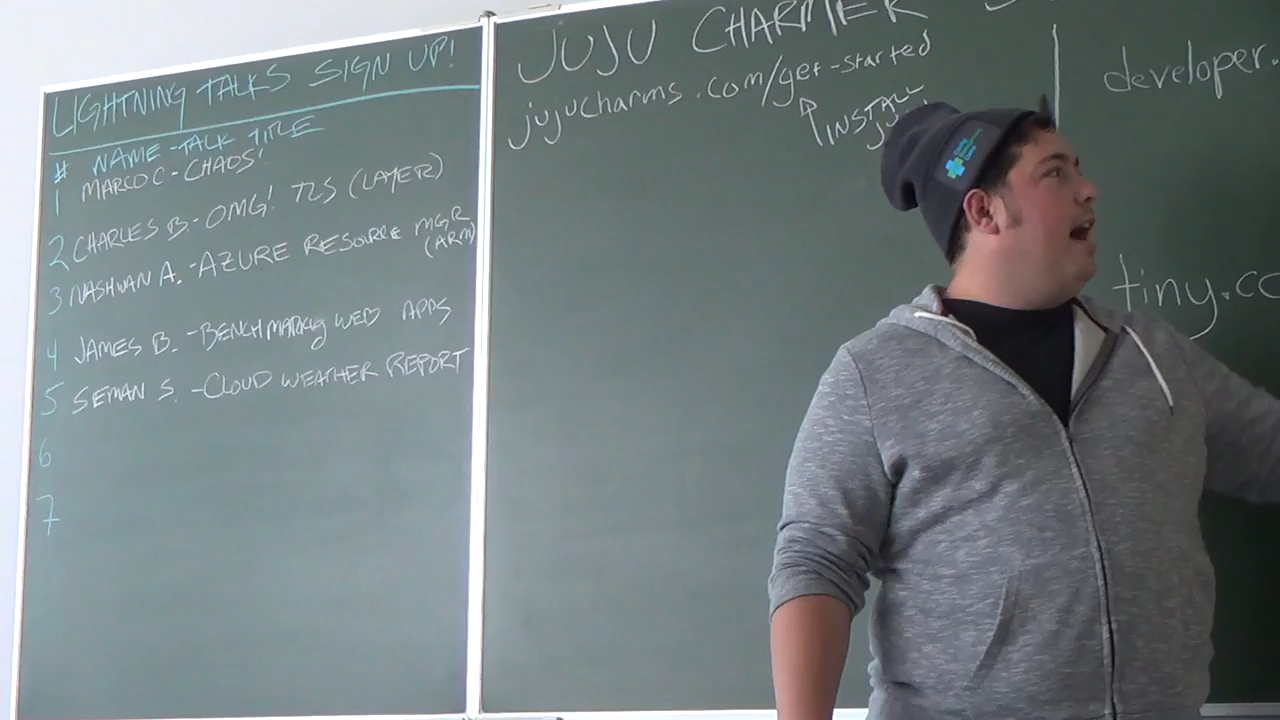 LIGHTNING TALKS SIGN UP!
# NAME - TALK TITLE
1 MARCO C - CHAOS!
2 CHARLES B. - OMG! TLS (LAYER)
3 NASHWAN A. - AZURE RESOURCE MGR
(ARM)
4 JAMES B. - BENCHMARKING WEB APPS
5 SEMAN S. - CLOUD WEATHER REPORT
6
7
JUJU CHARMER
jujucharms.com/get-started
INSTALL
developer.
tiny.cc